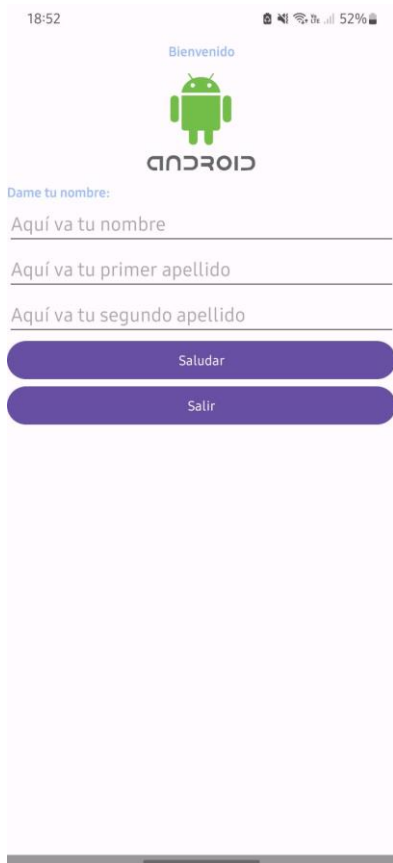 18:52
52%
Bienvenido
ANDROID
Dame tu nombre:
Aquí va tu nombre
Aquí va tu primer apellido
Aquí va tu segundo apellido
Saludar
Salir